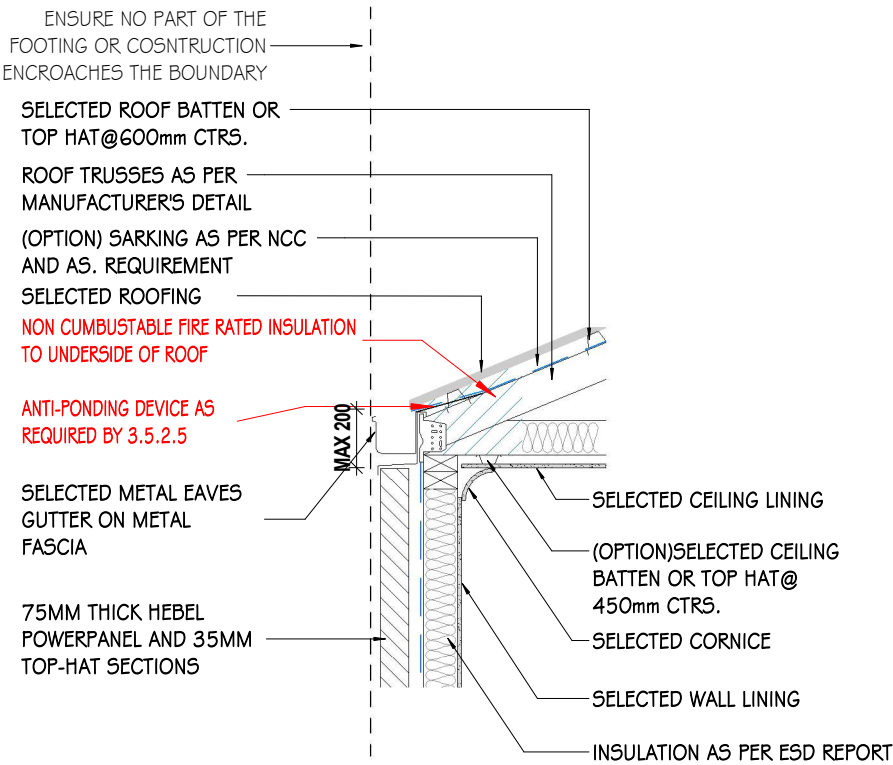 ENSURE NO PART OF THE
FOOTING OR COSNTRUCTION
ENCROACHES THE BOUNDARY
SELECTED ROOF BATTEN OR
TOP HAT@600mm CTRS.
ROOF TRUSSES AS PER
MANUFACTURER'S DETAIL
(OPTION) SARKING AS PER NCC
AND AS. REQUIREMENT
SELECTED ROOFING
NON CUMBUSTABLE FIRE RATED INSULATION
TO UNDERSIDE OF ROOF
ANTI-PONDING DEVICE AS
REQUIRED BY 3.5.2.5
MAX 200
SELECTED METAL EAVES
GUTTER ON METAL
FASCIA
75MM THICK HEBEL
POWERPANEL AND 35MM
TOP-HAT SECTIONS
SELECTED CEILING LINING
(OPTION)SELECTED CEILING
BATTEN OR TOP HAT@
450mm CTRS.
SELECTED CORNICE
SELECTED WALL LINING
INSULATION AS PER ESD REPORT